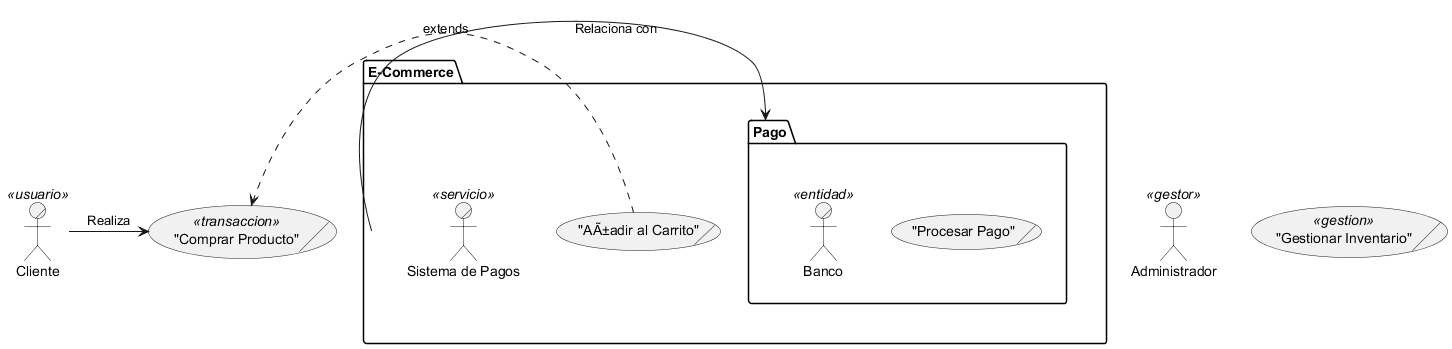 extends
Relaciona con
E-Commerce
Pago
«usuario»
Cliente
Realiza
«transaccion»
"Comprar Producto"
«servicio»
Sistema de Pagos
"AÃ±adir al Carrito"
«entidad»
Banco
"Procesar Pago"
«gestor»
Administrador
«gestion»
"Gestionar Inventario"